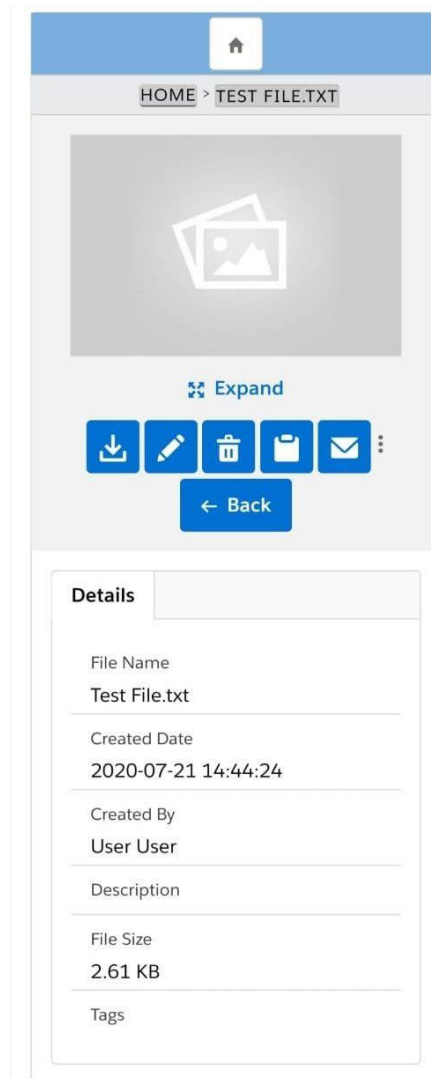 HOME > TEST FILE.TXT
Expand
← Back
Details
File Name
Test File.txt
Created Date
2020-07-21 14:44:24
Created By
User User
Description
File Size
2.61 KB
Tags